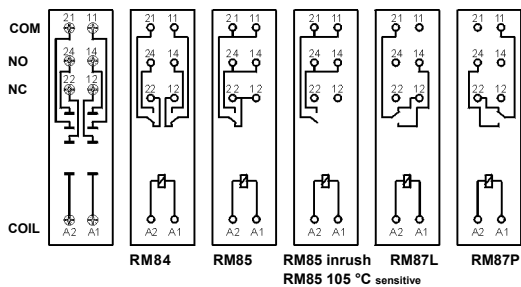 21 11 21 11 21 11 21 11 21 11 21 11
COM
24 14 24 14 24 14 24 14 24 14 24 14
NO
22 12 22 12 22 12 22 12 22 12 22 12
NC
COIL
A2 A1 A2 A1 A2 A1 A2 A1 A2 A1 A2 A1
RM84 RM85 RM85 inrush RM87L RM87P
RM85 105 °C sensitive